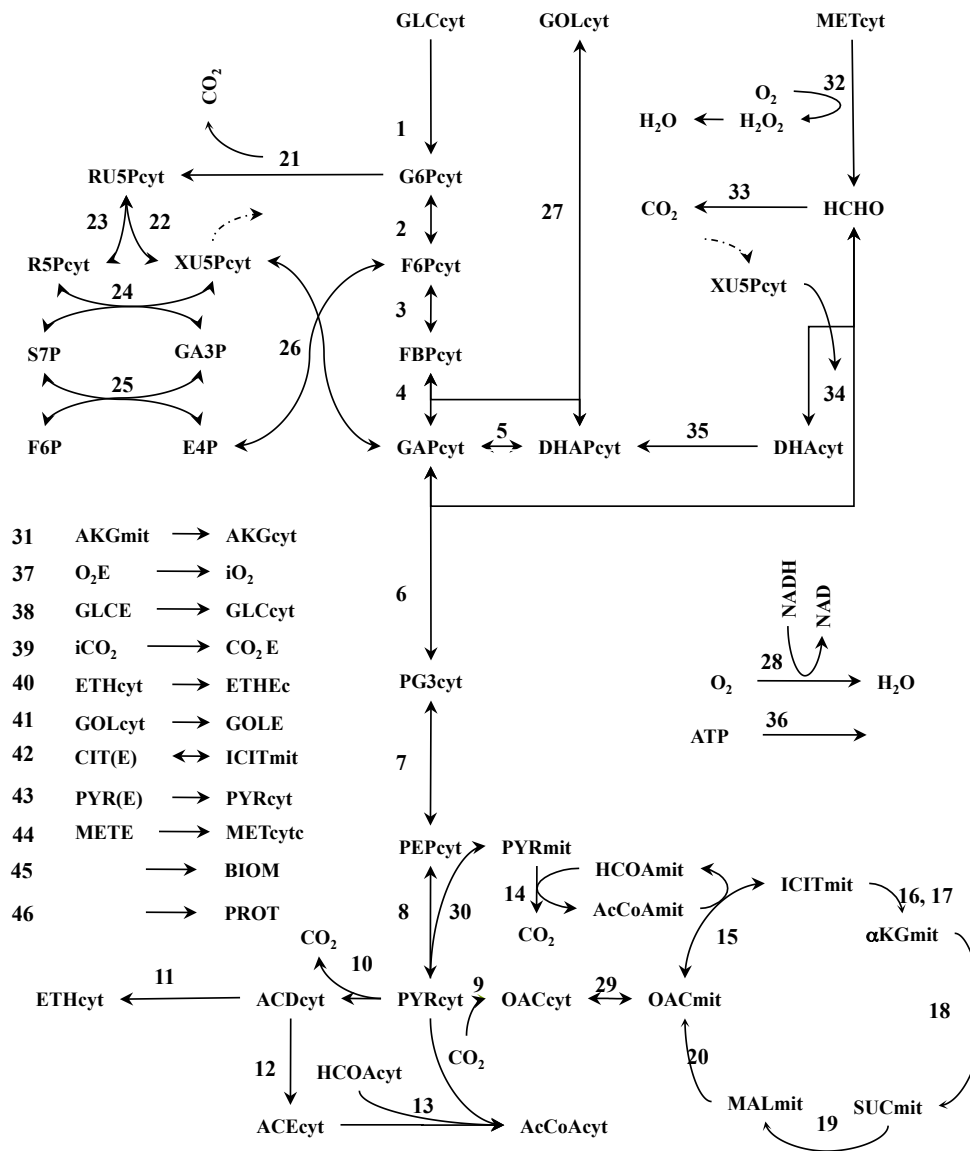 GLCcyt GOLcyt METcyt
CO2 O2 32
H2O H2O2
1
21
RU5Pcyt G6Pcyt
27 CO2 33 HCHO
23 22 2
R5Pcyt XU5Pcyt F6Pcyt
XU5Pcyt
24 3
S7P GA3P 26 FBPcyt
25 4 34
F6P E4P GAPcyt 5 DHAPcyt 35 DHAcyt
31 AKGmit AKGcyt
37 O2E iO2
38 GLCE GLCcyt
39 iCO2 CO2 E
40 ETHcyt ETHEc
41 GOLcyt GOLE
42 CIT(E) ICITmit
43 PYR(E) PYRcyt
44 METE METcytc
45 BIOM
46 PROT
6
NADH NAD
28
O2 H2O
PG3cyt
36
ATP
7
PEPcyt PYRmit
HCOAmit ICITmit
8 30 14 16, 17
AcCoAmit
CO2 15 αKGmit
CO2
11 10 9
ETHcyt ACDcyt PYRcyt OACcyt 29 OACmit 18
CO2
12 HCOAcyt 20
13 MALmit SUCmit
ACEcyt AcCoAcyt 19